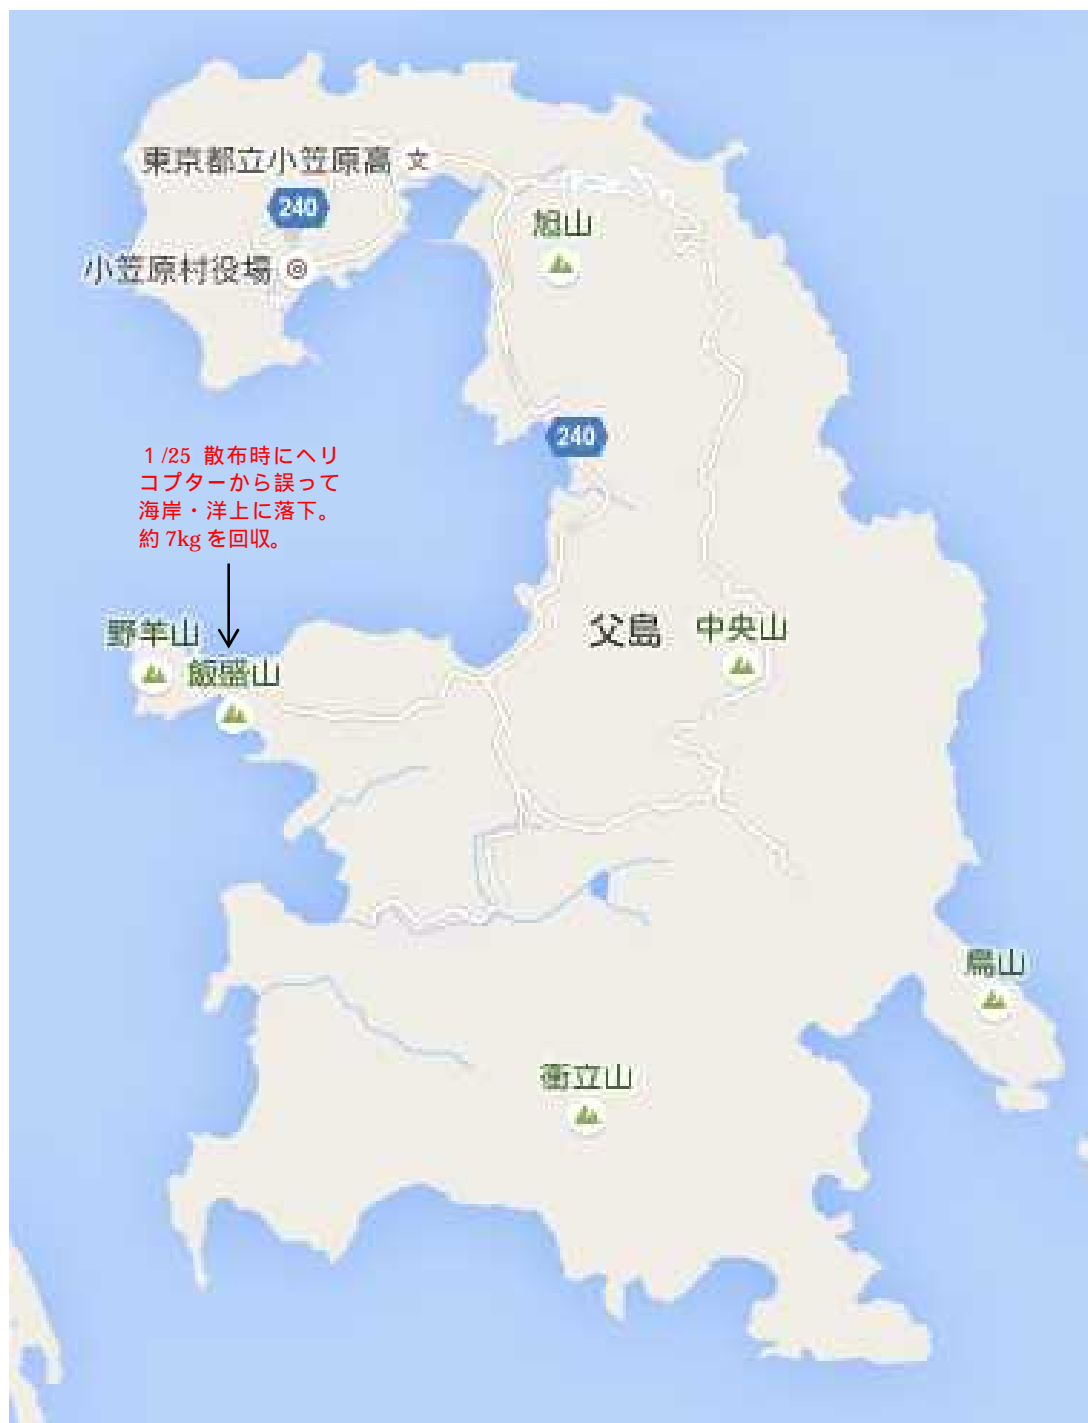 東京都立小笠原高
文
240
旭山
小笠原村役場
240
1/25 散布時にヘリ
コプターから誤って
海岸・洋上に落下。
約 7kg を回収。
野羊山
飯盛山
父島
中央山
鳥山
衝立山